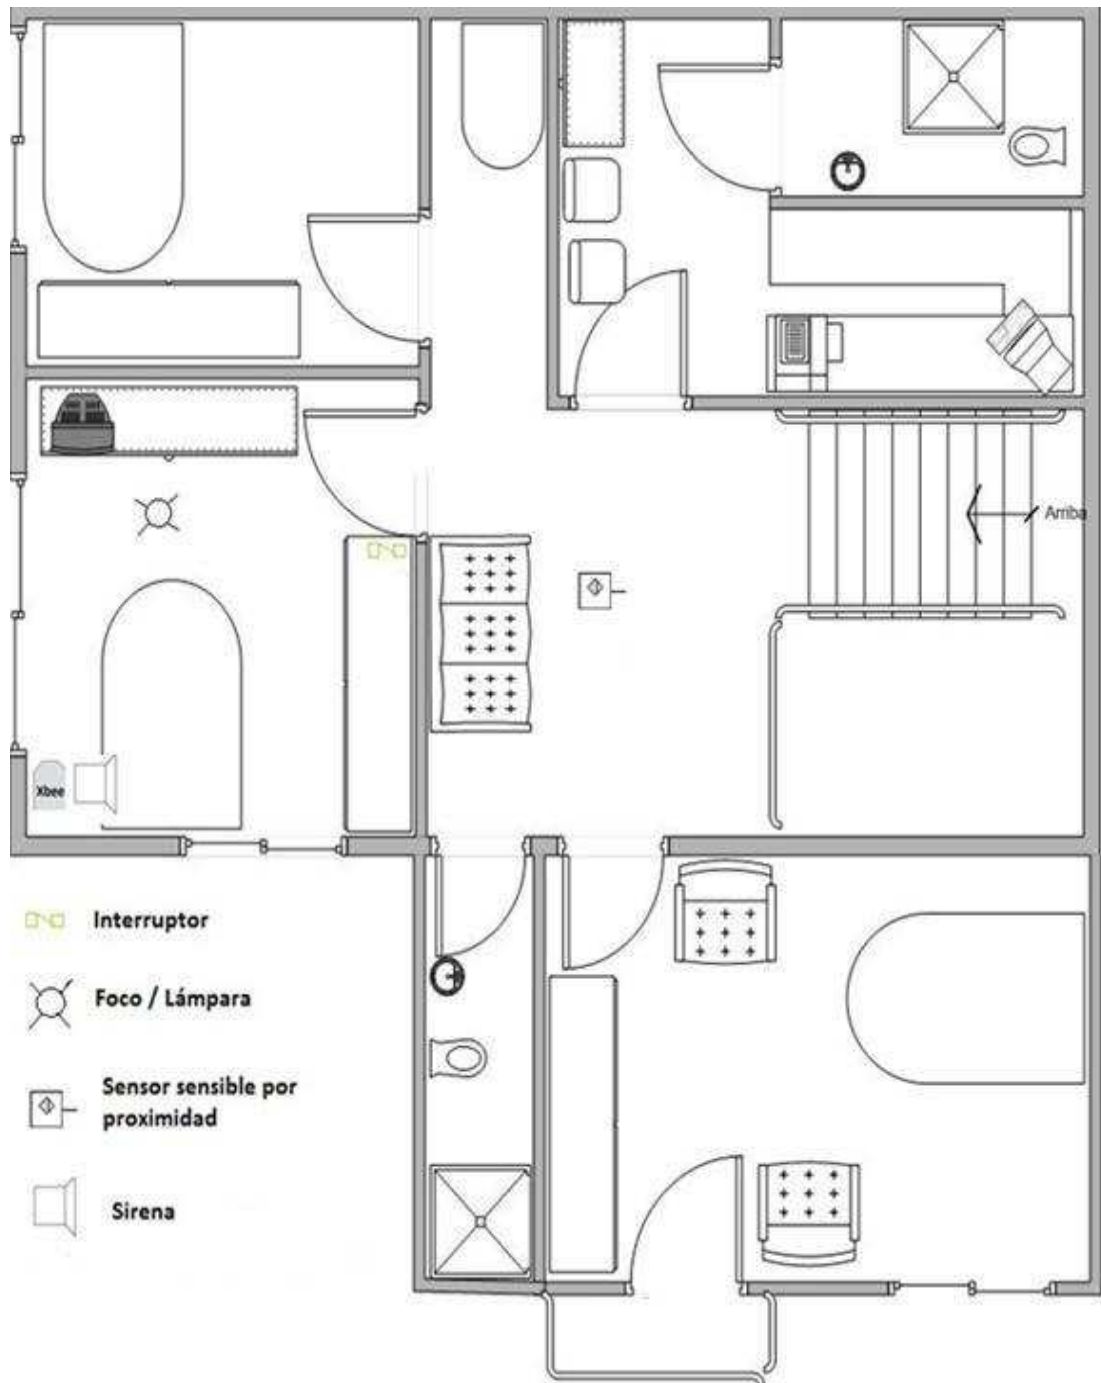 Arriba
Xbee
Interruptor
Foco / Lámpara
Sensor sensible por
proximidad
Sirena